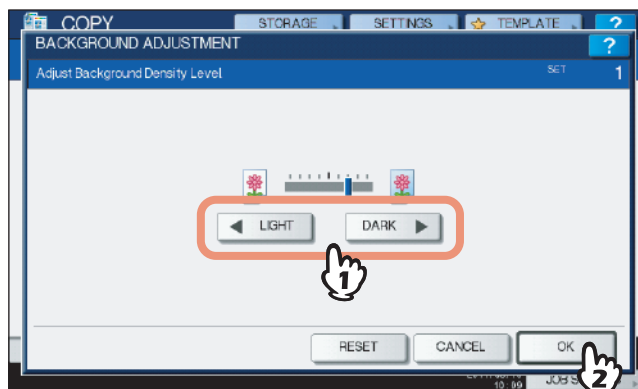 COPY STORAGE SETTINGS TEMPLATE ?
BACKGROUND ADJUSTMENT ?
Adjust Background Density Level SET 1
LIGHT DARK
1
RESET CANCEL OK
2
10:09 JOB S